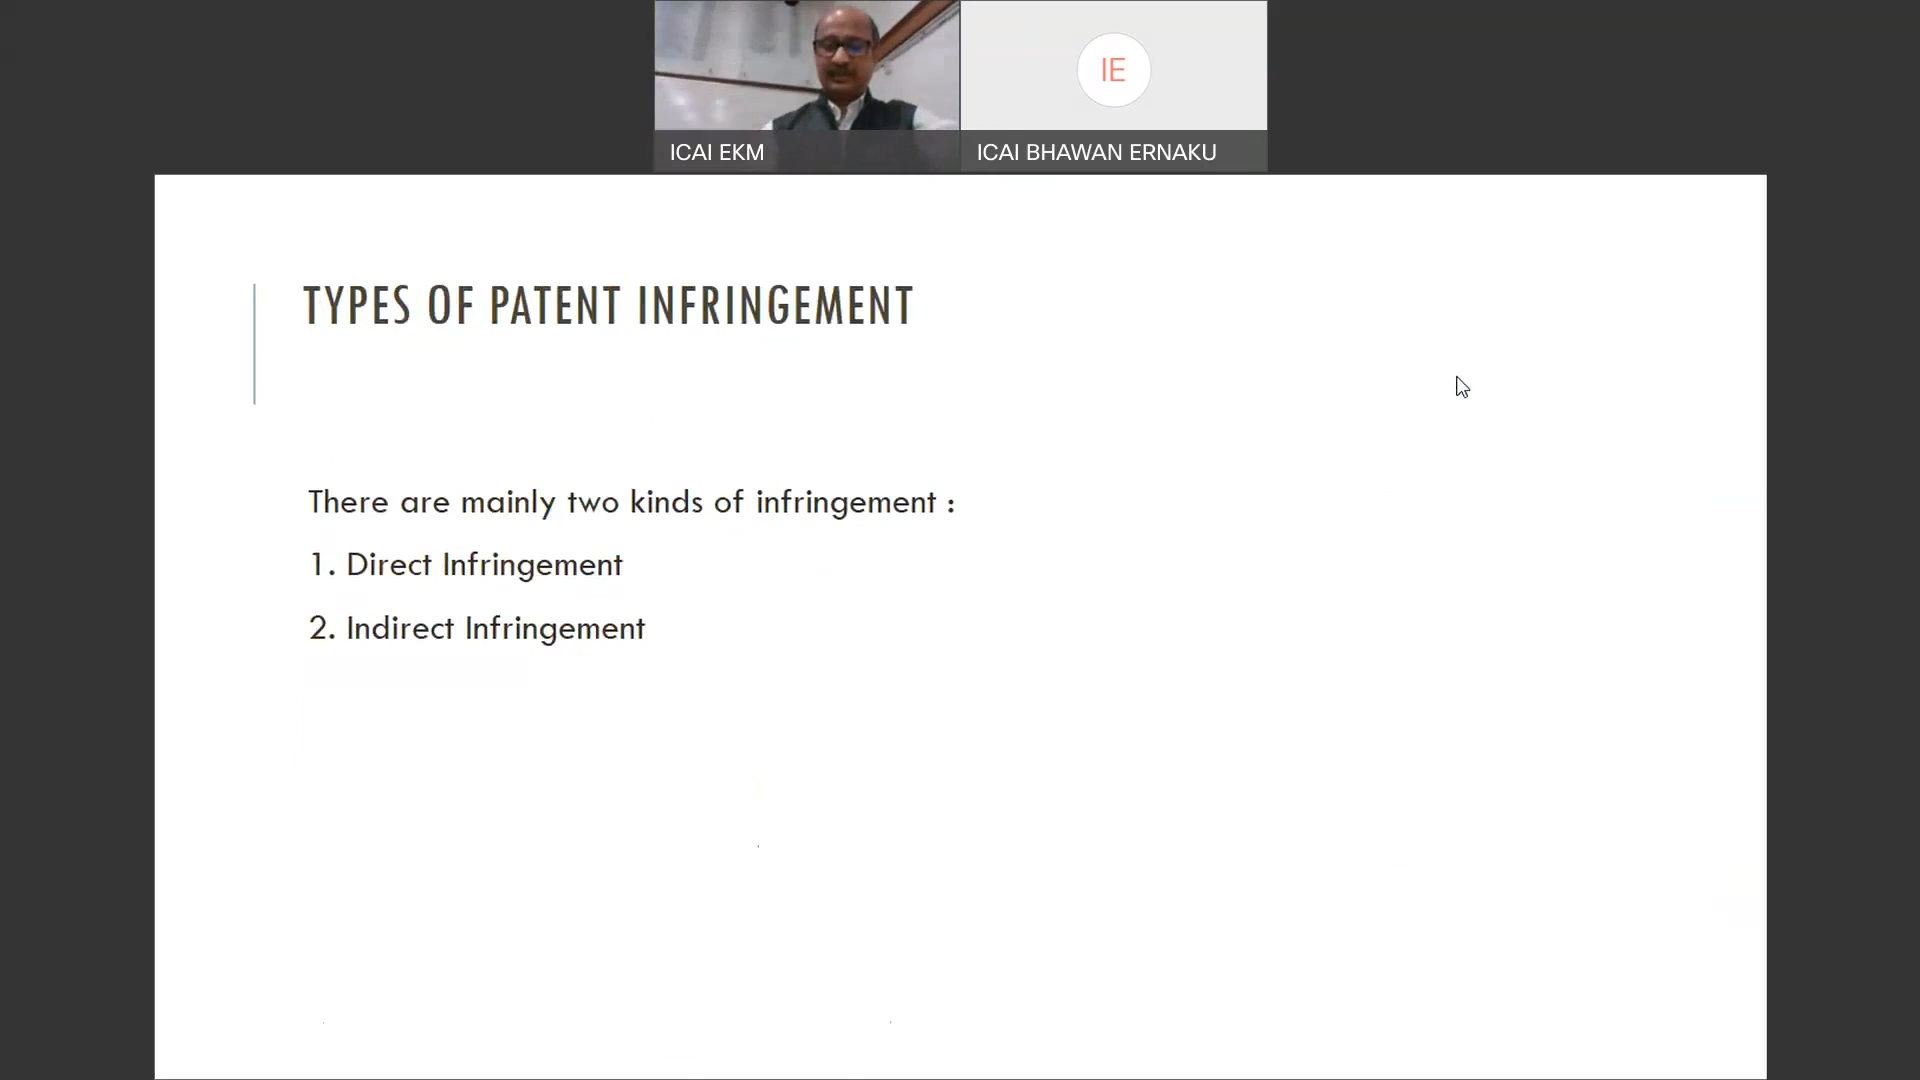 IE
ICAI EKM
ICAI BHAWAN ERNAKU
TYPES OF PATENT INFRINGEMENT
There are mainly two kinds of infringement :
1. Direct Infringement
2. Indirect Infringement